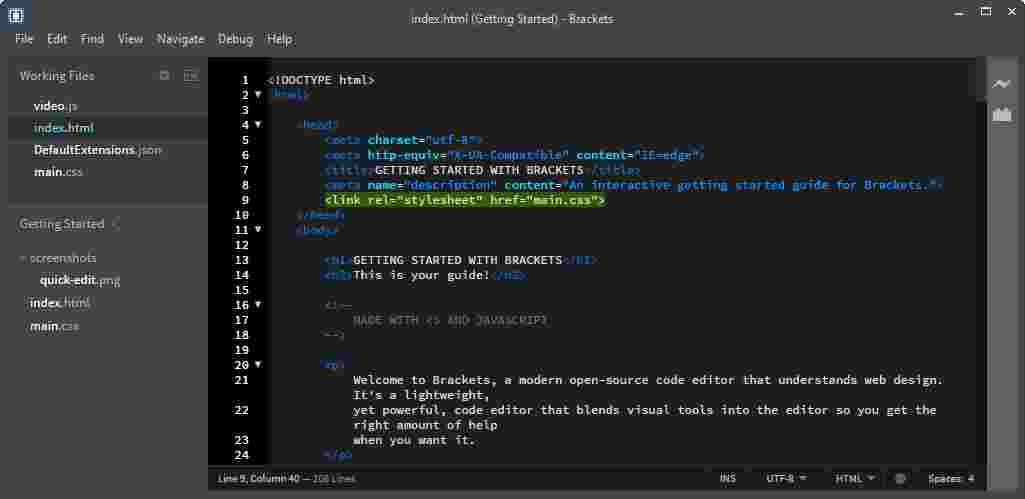 index.html (Getting Started) - Brackets
File Edit Find View Navigate Debug Help
Working Files
video.js
index.html
DefaultExtensions.json
main.css
Getting Started
screenshots
quick-edit.png
index.html
main.css
1 <!DOCTYPE html>
2 <html>
3
4 <head>
5 <meta charset="utf-8">
6 <meta http-equiv="X-UA-Compatible" content="IE=edge">
7 <title>GETTING STARTED WITH BRACKETS</title>
8 <meta name="description" content="An interactive getting started guide for Brackets.">
9 <link rel="stylesheet" href="main.css">
10 </head>
11 <body>
12
13 <h1>GETTING STARTED WITH BRACKETS</h1>
14 <h2>This is your guide!</h2>
15
16 <!--
17 MADE WITH <3 AND JAVASCRIPT
18 -->
19
20 <p>
21 Welcome to Brackets, a modern open-source code editor that understands web design.
It's a lightweight,
22 yet powerful, code editor that blends visual tools into the editor so you get the
right amount of help
23 when you want it.
24 </p>
Line 9, Column 40 — 208 Lines INS UTF-8 HTML Spaces: 4